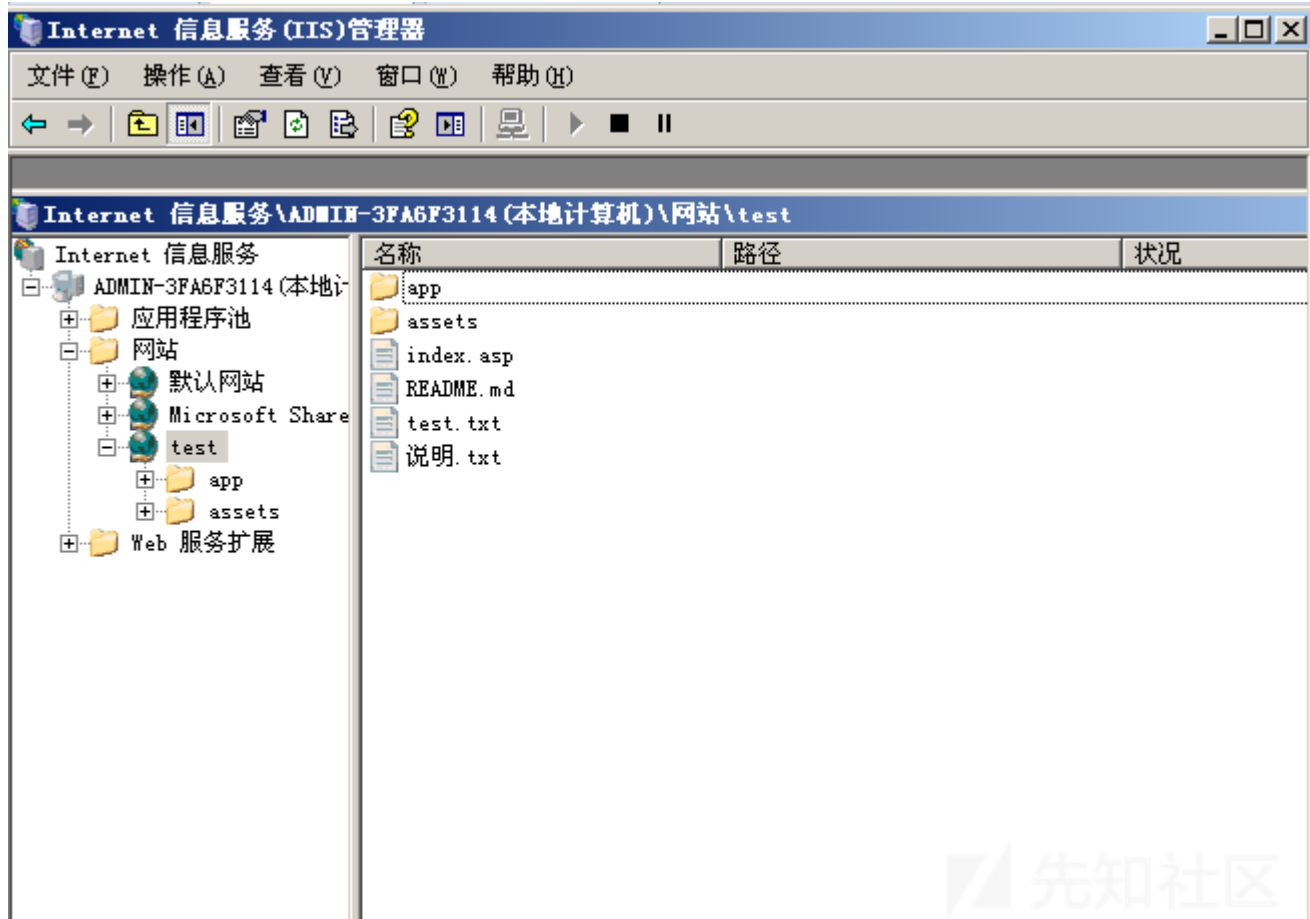 Internet 信息服务(IIS)管理器
文件(F) 操作(A) 查看(V) 窗口(W) 帮助(H)
Internet 信息服务\ADMIN-3FA6F3114(本地计算机)\网站\test
Internet 信息服务
ADMIN-3FA6F3114(本地计
应用程序池
网站
默认网站
Microsoft Share
test
app
assets
Web 服务扩展
名称 路径 状况
app
assets
index.asp
README.md
test.txt
说明.txt
先知社区